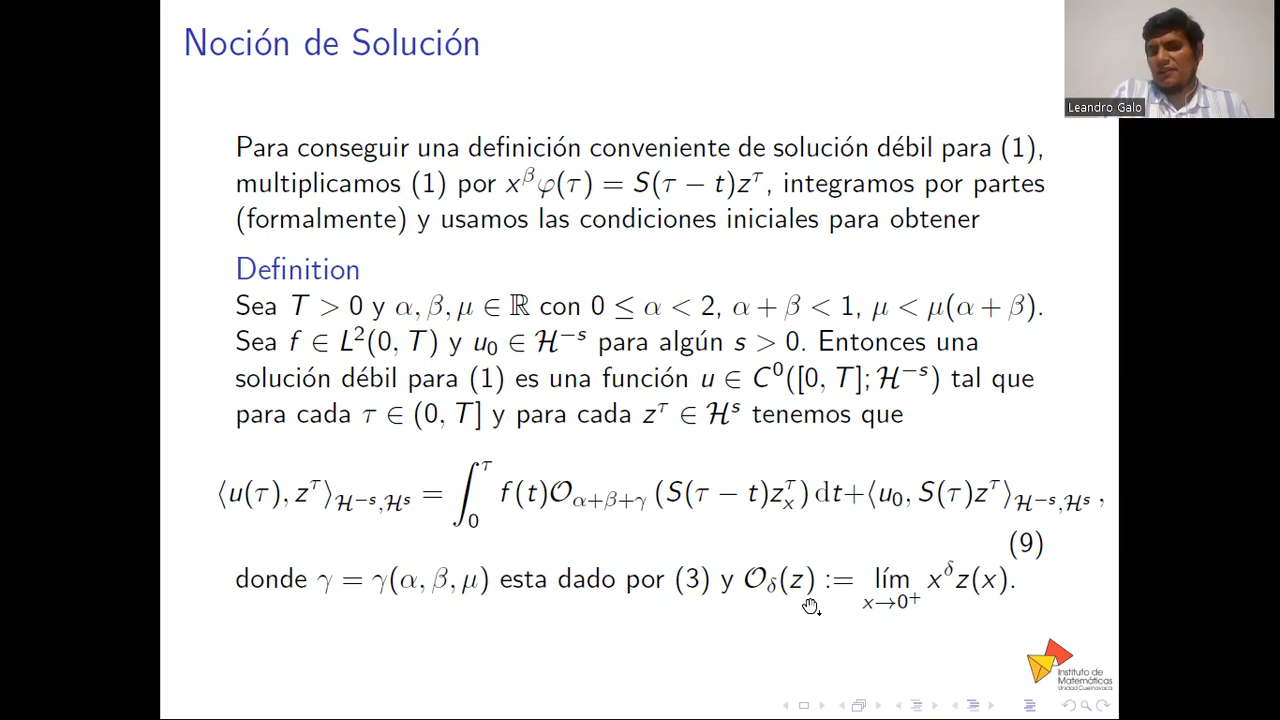 Noción de Solución
Leandro Galo
Para conseguir una definición conveniente de solución débil para (1),
multiplicamos (1) por x^β φ(τ) = S(τ − t)z^τ, integramos por partes
(formalmente) y usamos las condiciones iniciales para obtener
Definition
Sea T > 0 y α, β, μ ∈ ℝ con 0 ≤ α < 2, α + β < 1, μ < μ(α + β).
Sea f ∈ L²(0, T) y u₀ ∈ ℋ^{−s} para algún s > 0. Entonces una
solución débil para (1) es una función u ∈ C⁰([0, T]; ℋ^{−s}) tal que
para cada τ ∈ (0, T] y para cada z^τ ∈ ℋ^s tenemos que
⟨u(τ), z^τ⟩_{ℋ^{−s},ℋ^s} = ∫_0^τ f(t)𝒪_{α+β+γ} (S(τ − t)z_x^τ) dt+⟨u₀, S(τ)z^τ⟩_{ℋ^{−s},ℋ^s} ,
(9)
donde γ = γ(α, β, μ) esta dado por (3) y 𝒪_δ(z) := lím_{x→0⁺} x^δ z(x).
Instituto de
Matemáticas
Unidad Cuernavaca